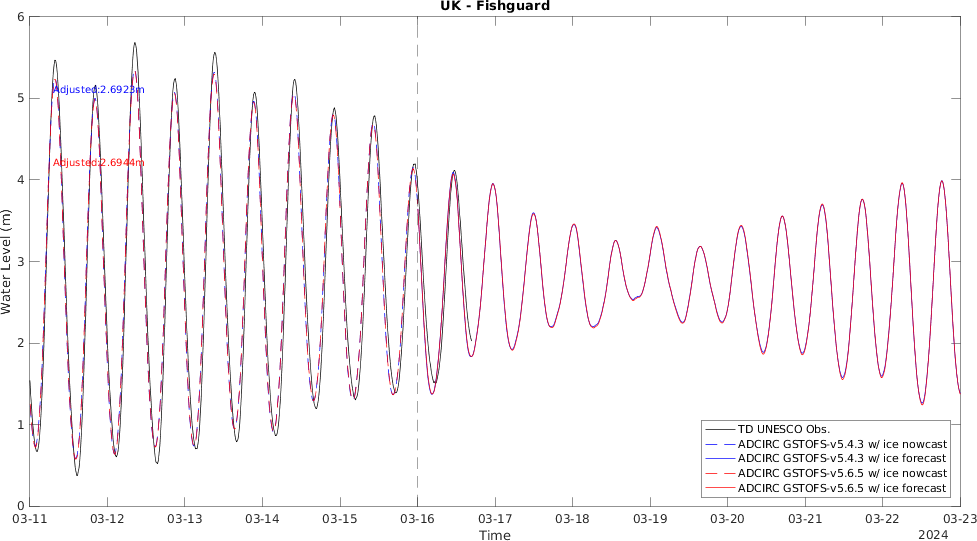 UK - Fishguard
6
5
4
3
2
1
0
Water Level (m)
Adjusted:2.6923m
Adjusted:2.6944m
TD UNESCO Obs.
ADCIRC GSTOFS-v5.4.3 w/ ice nowcast
ADCIRC GSTOFS-v5.4.3 w/ ice forecast
ADCIRC GSTOFS-v5.6.5 w/ ice nowcast
ADCIRC GSTOFS-v5.6.5 w/ ice forecast
03-11 03-12 03-13 03-14 03-15 03-16 03-17 03-18 03-19 03-20 03-21 03-22 03-23
Time
2024